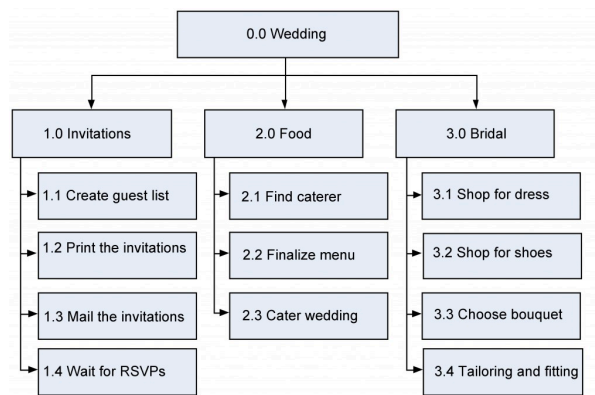 0.0 Wedding
1.0 Invitations
1.1 Create guest list
1.2 Print the invitations
1.3 Mail the invitations
1.4 Wait for RSVPs
2.0 Food
2.1 Find caterer
2.2 Finalize menu
2.3 Cater wedding
3.0 Bridal
3.1 Shop for dress
3.2 Shop for shoes
3.3 Choose bouquet
3.4 Tailoring and fitting